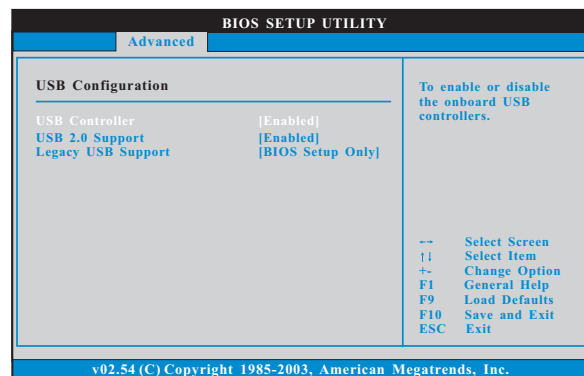 BIOS SETUP UTILITY
Advanced
USB Configuration
USB Controller [Enabled]
USB 2.0 Support [Enabled]
Legacy USB Support [BIOS Setup Only]
To enable or disable
the onboard USB
controllers.
←→ Select Screen
↑↓ Select Item
+- Change Option
F1 General Help
F9 Load Defaults
F10 Save and Exit
ESC Exit
v02.54 (C) Copyright 1985-2003, American Megatrends, Inc.